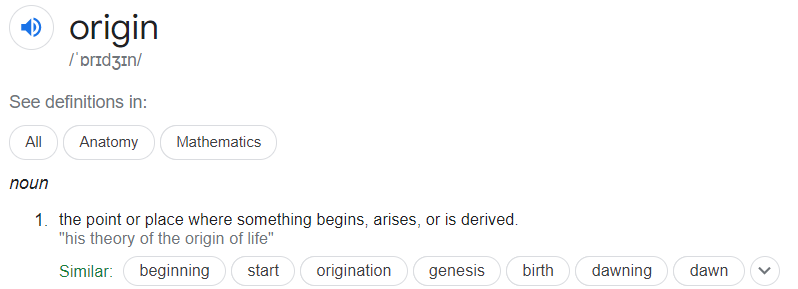 origin
/ˈɒrɪdʒɪn/
See definitions in:
All Anatomy Mathematics
noun
1. the point or place where something begins, arises, or is derived.
"his theory of the origin of life"
Similar: beginning start origination genesis birth dawning dawn